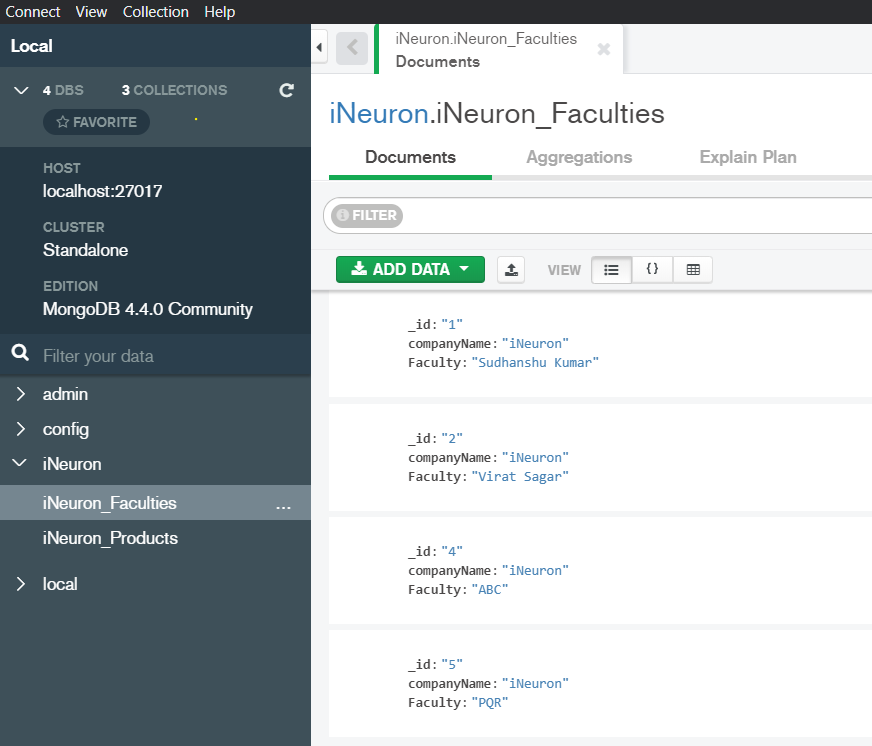 Connect View Collection Help
Local
4 DBS 3 COLLECTIONS
FAVORITE
HOST
localhost:27017
CLUSTER
Standalone
EDITION
MongoDB 4.4.0 Community
Filter your data
admin
config
iNeuron
iNeuron_Faculties ...
iNeuron_Products
local
iNeuron.iNeuron_Faculties
Documents
iNeuron.iNeuron_Faculties
Documents Aggregations Explain Plan
FILTER
ADD DATA VIEW {}
_id: "1"
companyName: "iNeuron"
Faculty: "Sudhanshu Kumar"
_id: "2"
companyName: "iNeuron"
Faculty: "Virat Sagar"
_id: "4"
companyName: "iNeuron"
Faculty: "ABC"
_id: "5"
companyName: "iNeuron"
Faculty: "PQR"